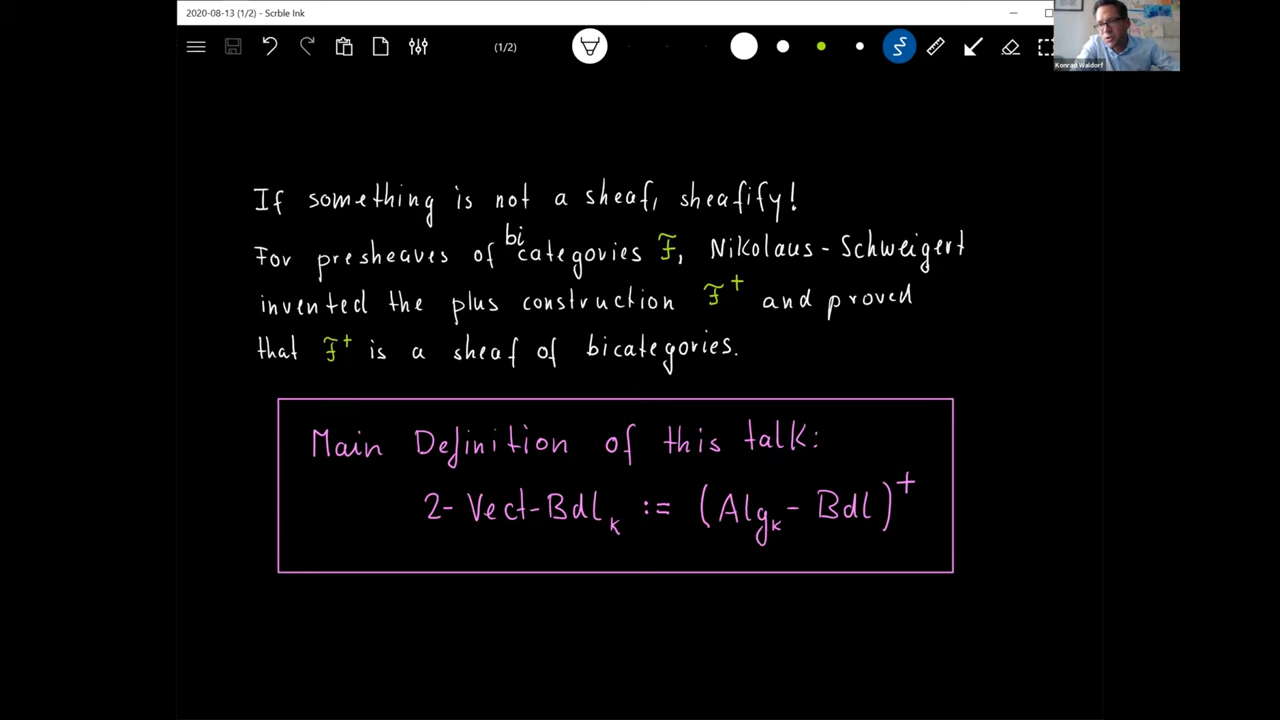 2020-08-13 (1/2) - Scrble Ink
(1/2)
Konrad Waldorf
If something is not a sheaf, sheafify!
For presheaves of bicategories F, Nikolaus-Schweigert
invented the plus construction F⁺ and proved
that F⁺ is a sheaf of bicategories.
Main Definition of this talk:
2-Vect-Bdlₖ := (Algₖ-Bdl)⁺